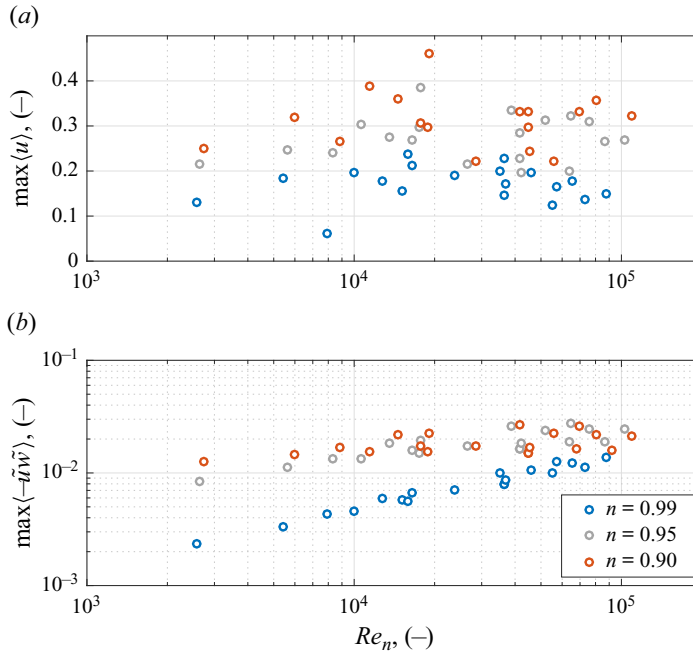 (a)
max⟨u⟩, (–)
0.4
0.3
0.2
0.1
0
10³ 10⁴ 10⁵
(b)
max⟨−ũw̃⟩, (–)
10⁻¹
10⁻²
10⁻³
n = 0.99
n = 0.95
n = 0.90
10³ 10⁴ 10⁵
Reₙ, (–)